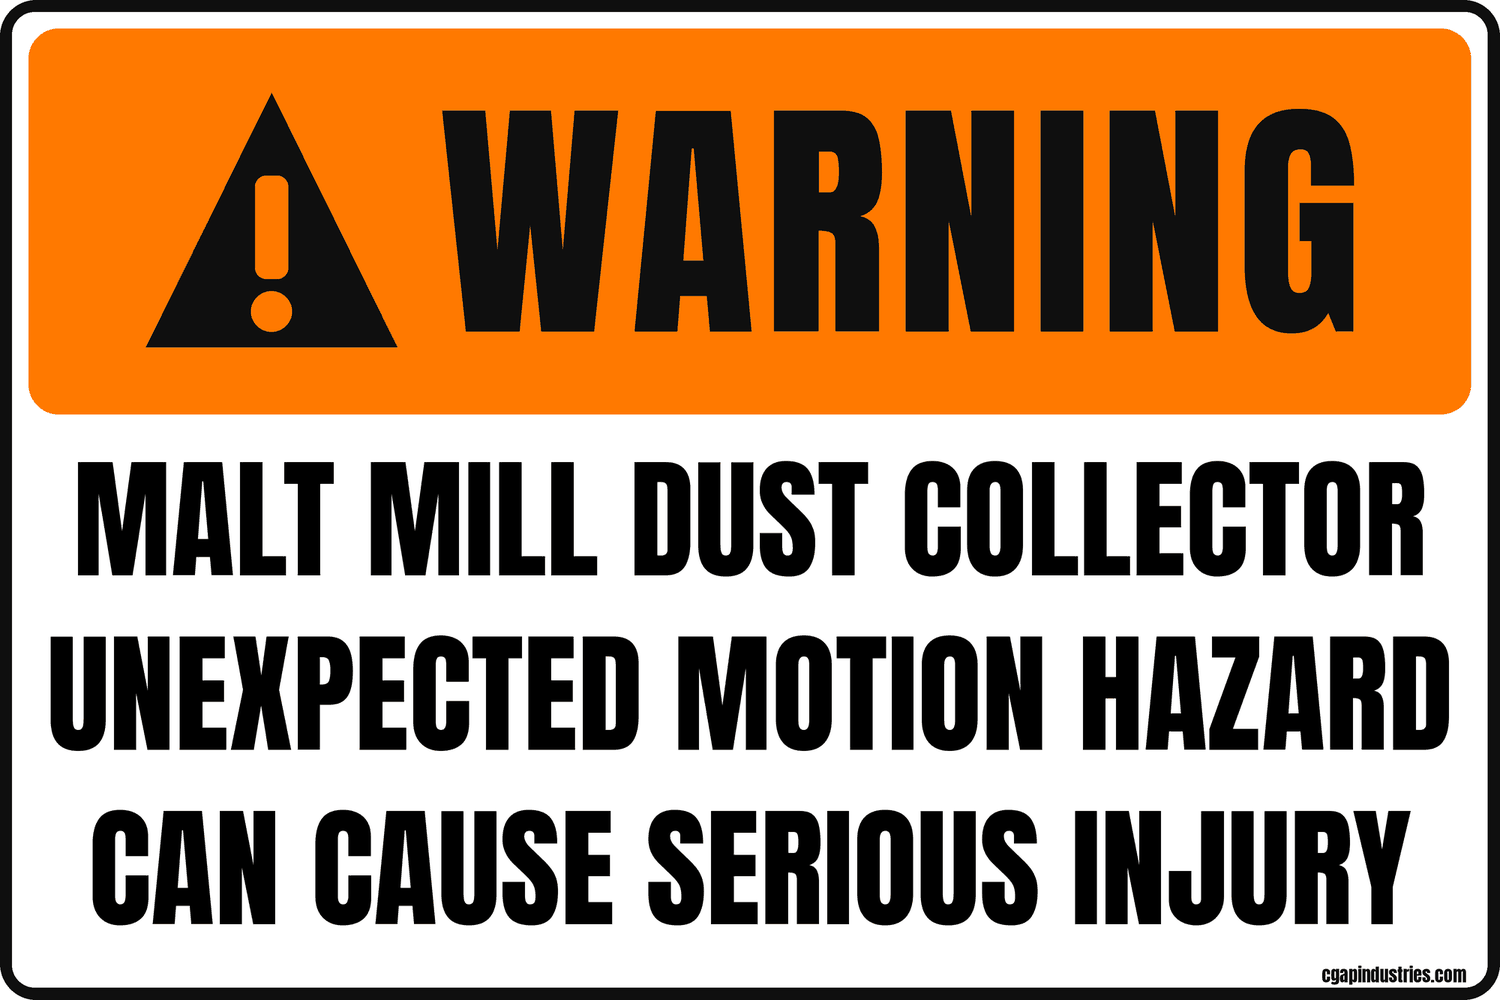 WARNING
MALT MILL DUST COLLECTOR
UNEXPECTED MOTION HAZARD
CAN CAUSE SERIOUS INJURY
cgapindustries.com